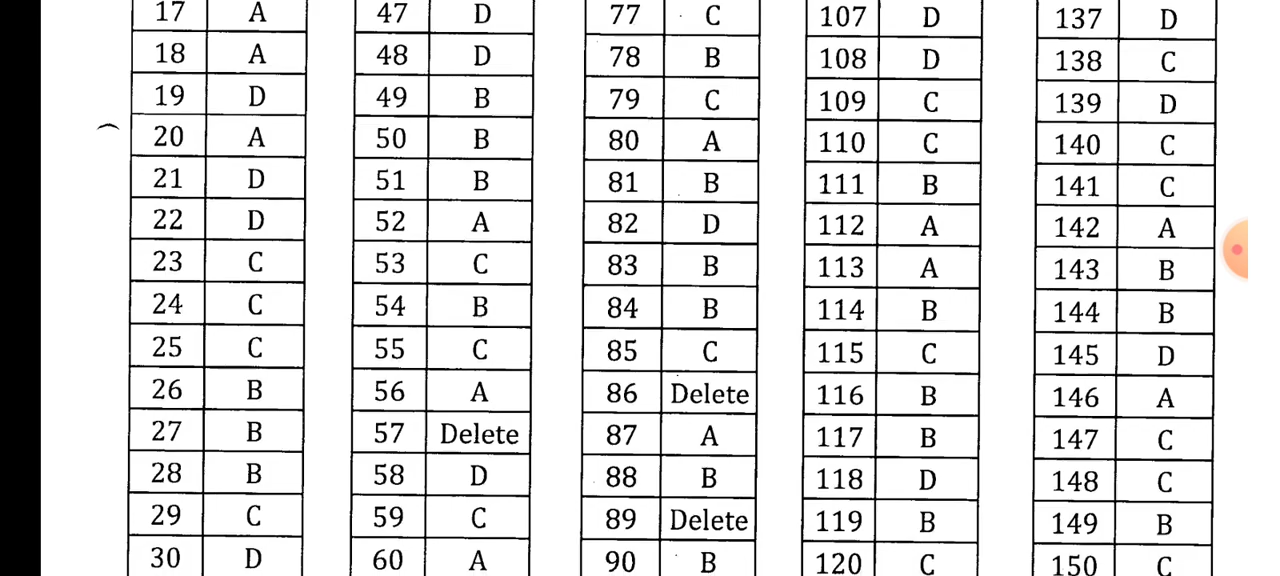 17 A 47 D 77 C 107 D 137 D
18 A 48 D 78 B 108 D 138 C
19 D 49 B 79 C 109 C 139 D
20 A 50 B 80 A 110 C 140 C
21 D 51 B 81 B 111 B 141 C
22 D 52 A 82 D 112 A 142 A
23 C 53 C 83 B 113 A 143 B
24 C 54 B 84 B 114 B 144 B
25 C 55 C 85 C 115 C 145 D
26 B 56 A 86 Delete 116 B 146 A
27 B 57 Delete 87 A 117 B 147 C
28 B 58 D 88 B 118 D 148 C
29 C 59 C 89 Delete 119 B 149 B
30 D 60 A 90 B 120 C 150 C